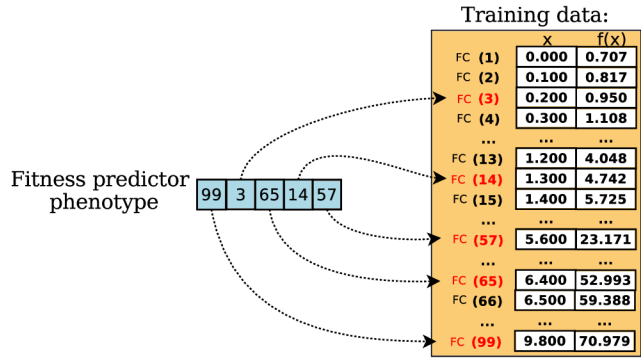 Training data:
x f(x)
FC (1) 0.000 0.707
FC (2) 0.100 0.817
FC (3) 0.200 0.950
FC (4) 0.300 1.108
... ... ...
FC (13) 1.200 4.048
FC (14) 1.300 4.742
FC (15) 1.400 5.725
... ... ...
FC (57) 5.600 23.171
... ... ...
FC (65) 6.400 52.993
FC (66) 6.500 59.388
... ... ...
FC (99) 9.800 70.979
Fitness predictor
phenotype
99 3 65 14 57